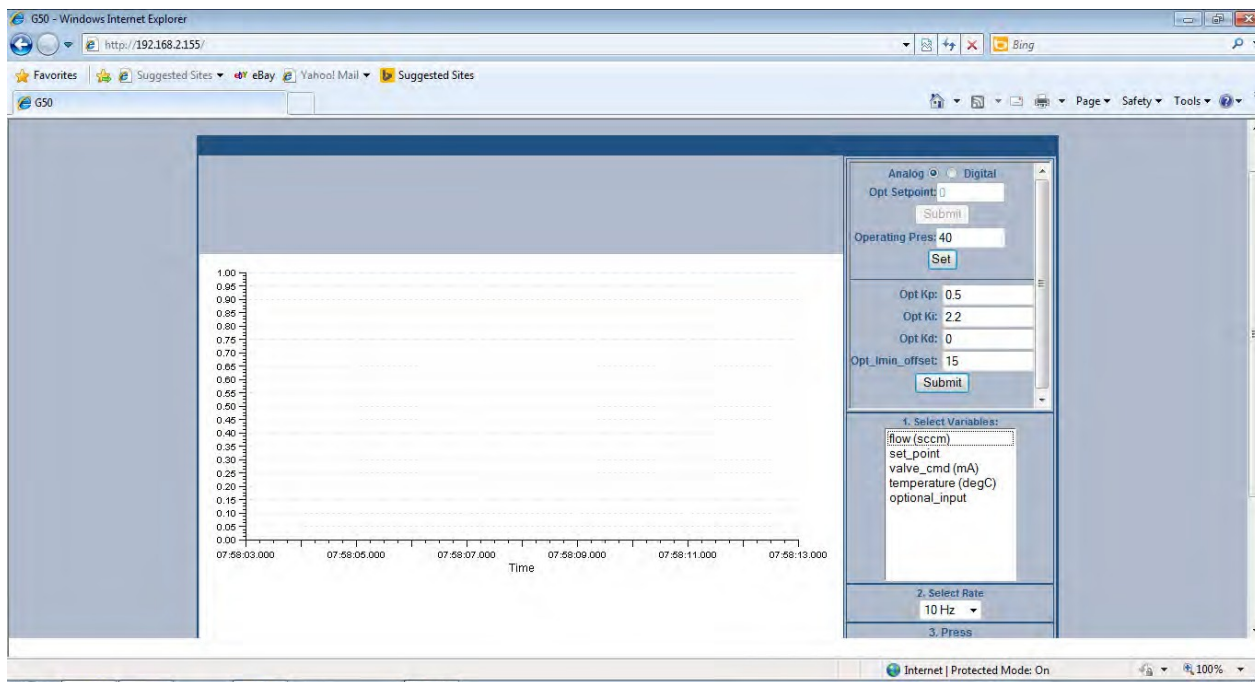 G50 - Windows Internet Explorer
http://192.168.2.155/
Bing
Favorites
Suggested Sites
eBay
Yahoo! Mail
Suggested Sites
G50
Page
Safety
Tools
Analog
Digital
Opt Setpoint: 0
Submit
Operating Pres: 40
Set
Opt Kp: 0.5
Opt Ki: 2.2
Opt Kd: 0
Opt_Imin_offset: 15
Submit
1. Select Variables:
flow (sccm)
set_point
valve_cmd (mA)
temperature (degC)
optional_input
2. Select Rate
10 Hz
3. Press
1.00
0.95
0.90
0.85
0.80
0.75
0.70
0.65
0.60
0.55
0.50
0.45
0.40
0.35
0.30
0.25
0.20
0.15
0.10
0.05
0.00
07:58:03.000 07:58:05.000 07:58:07.000 07:58:09.000 07:58:11.000 07:58:13.000
Time
Internet | Protected Mode: On
100%